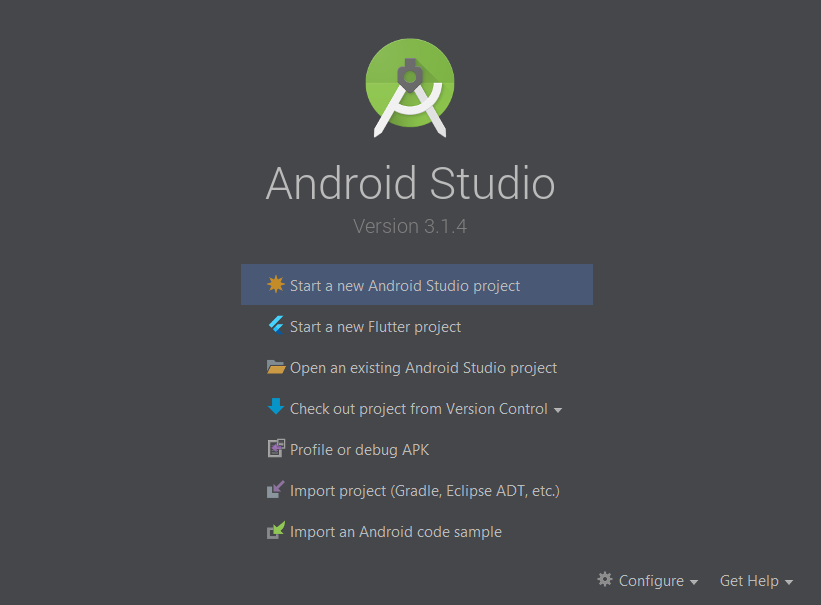 Android Studio
Version 3.1.4
Start a new Android Studio project
Start a new Flutter project
Open an existing Android Studio project
Check out project from Version Control
Profile or debug APK
Import project (Gradle, Eclipse ADT, etc.)
Import an Android code sample
Configure Get Help